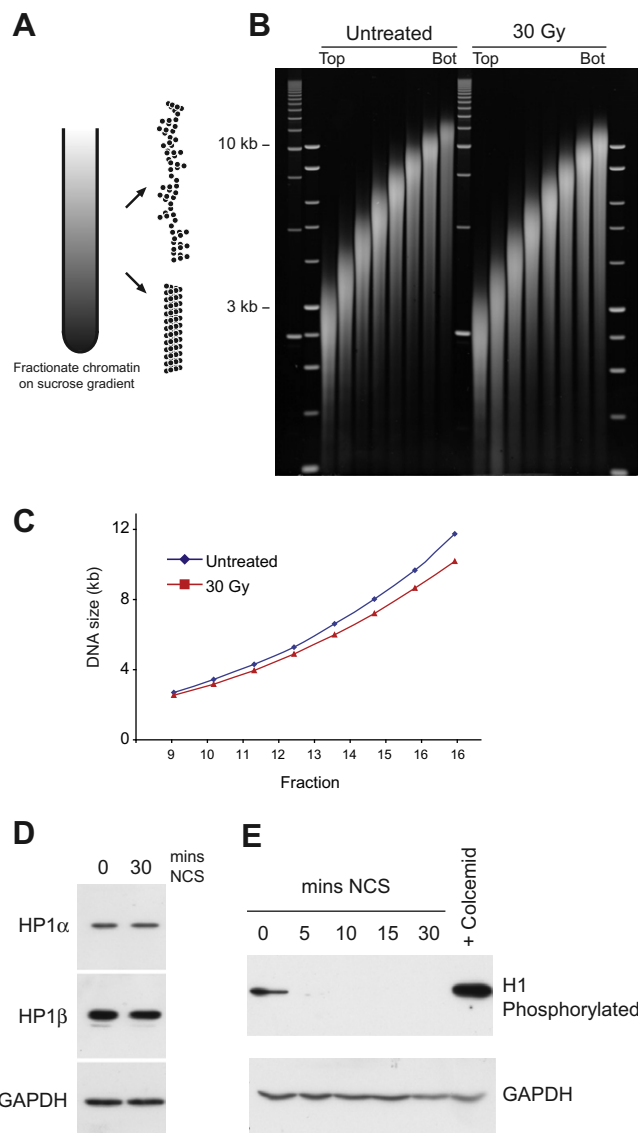 A
Fractionate chromatin
on sucrose gradient
B
Untreated
30 Gy
Top
Bot
Top
Bot
10 kb –
3 kb –
C
DNA size (kb)
12
8
4
0
Untreated
30 Gy
9 10 11 12 13 14 15 16 16
Fraction
D
mins
NCS
0 30
HP1α
HP1β
GAPDH
E
mins NCS
+ Colcemid
0 5 10 15 30
H1
Phosphorylated
GAPDH